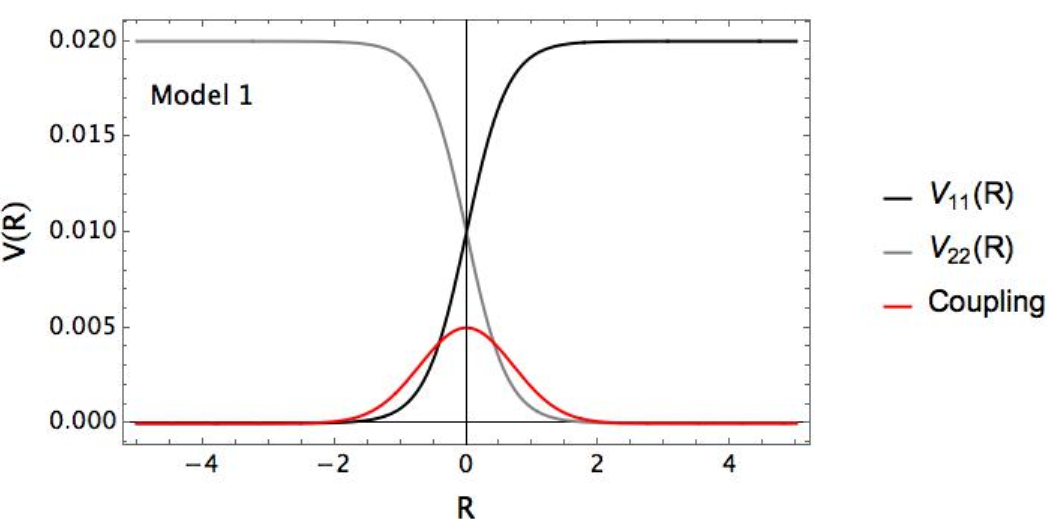 0.020
Model 1
0.015
0.010
0.005
0.000
V(R)
−4 −2 0 2 4
R
V₁₁(R)
V₂₂(R)
Coupling